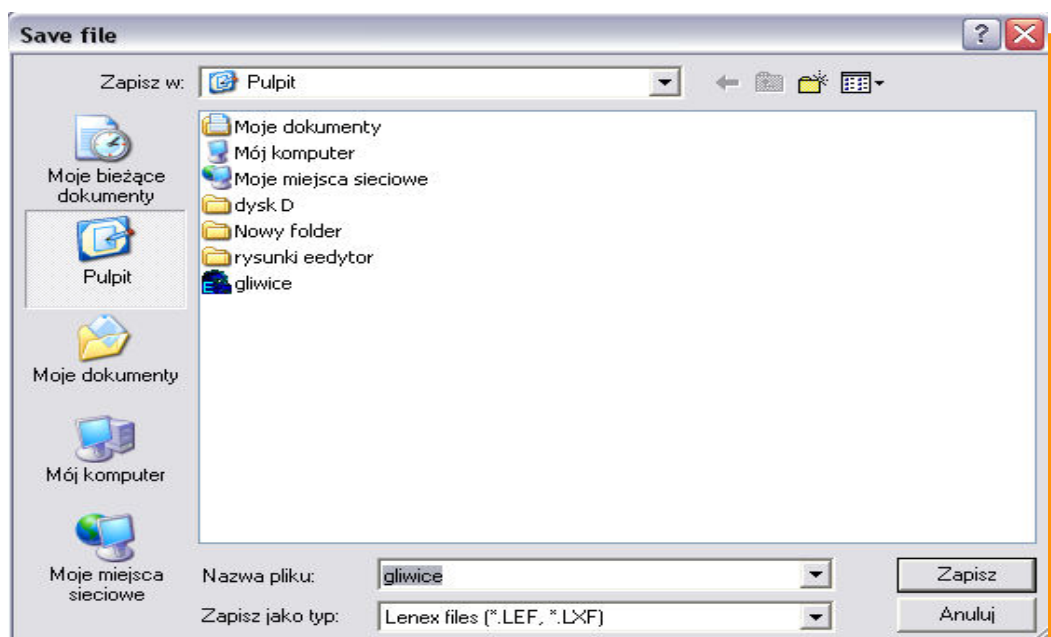 Save file
Zapisz w:
Pulpit
Moje bieżące
dokumenty
Pulpit
Moje dokumenty
Mój komputer
Moje miejsca
sieciowe
Moje dokumenty
Mój komputer
Moje miejsca sieciowe
dysk D
Nowy folder
rysunki eedytor
gliwice
Nazwa pliku:
gliwice
Zapisz
Zapisz jako typ:
Lenex files (*.LEF, *.LXF)
Anuluj